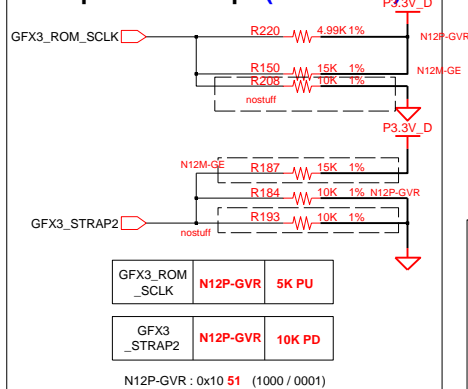 P3.3V_D
GFX3_ROM_SCLK R220 4.99K 1% N12P-GVR
R150 15K 1% N12M-GE
R208 10K 1%
nostuff
P3.3V_D
N12M-GE R187 15K 1%
R184 10K 1% N12P-GVR
GFX3_STRAP2 R193 10K 1%
nostuff
GFX3_ROM
_SCLK N12P-GVR 5K PU
GFX3
_STRAP2 N12P-GVR 10K PD
N12P-GVR : 0x10 51 (1000 / 0001)